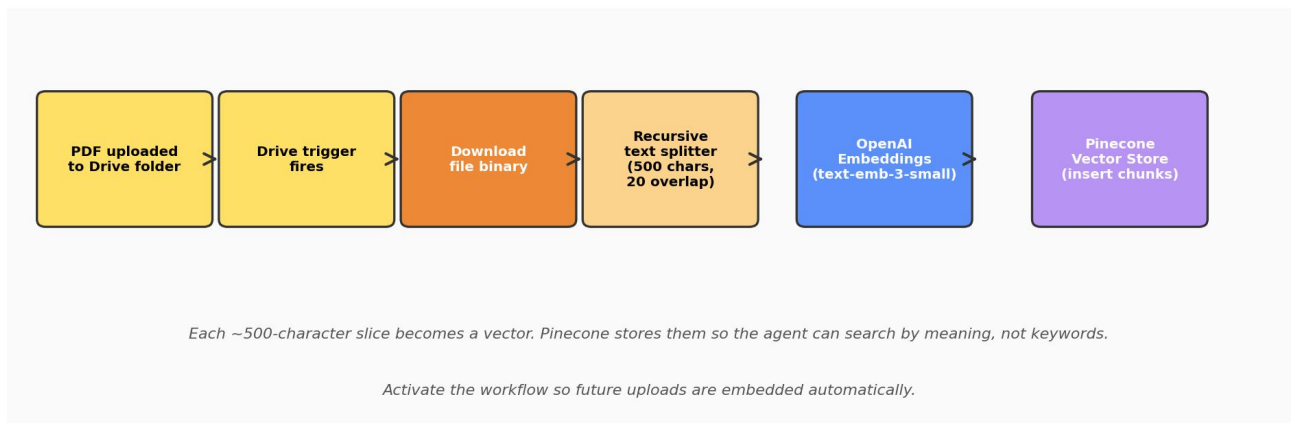 PDF uploaded
to Drive folder
Drive trigger
fires
Download
file binary
Recursive
text splitter
(500 chars,
20 overlap)
OpenAI
Embeddings
(text-emb-3-small)
Pinecone
Vector Store
(insert chunks)
Each ~500-character slice becomes a vector. Pinecone stores them so the agent can search by meaning, not keywords.
Activate the workflow so future uploads are embedded automatically.